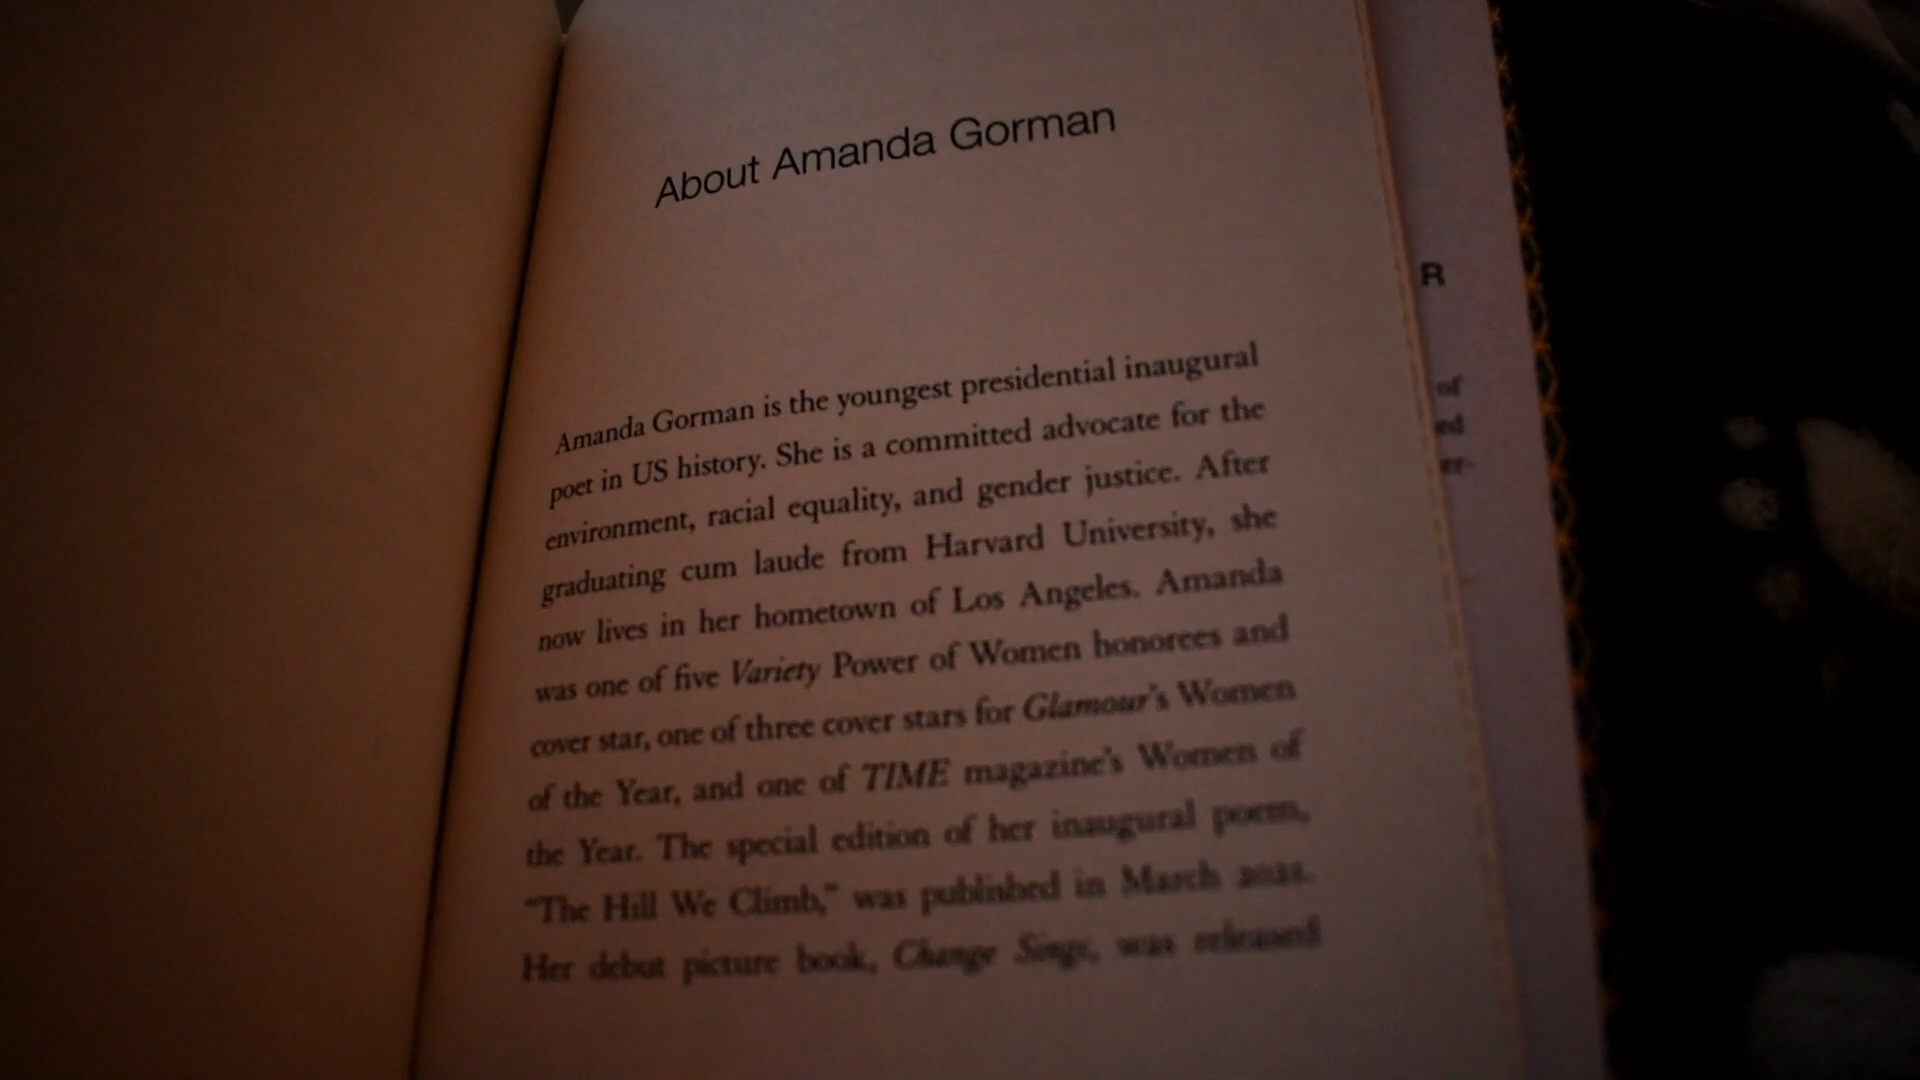 About Amanda Gorman
Amanda Gorman is the youngest presidential inaugural
poet in US history. She is a committed advocate for the
environment, racial equality, and gender justice. After
graduating cum laude from Harvard University, she
now lives in her hometown of Los Angeles. Amanda
was one of five Variety Power of Women honorees and
cover star, one of three cover stars for Glamour's Women
of the Year, and one of TIME magazine's Women of
the Year. The special edition of her inaugural poem,
"The Hill We Climb," was published in March 2021.
Her debut picture book, Change Sings, was released
R
of
ed
er-